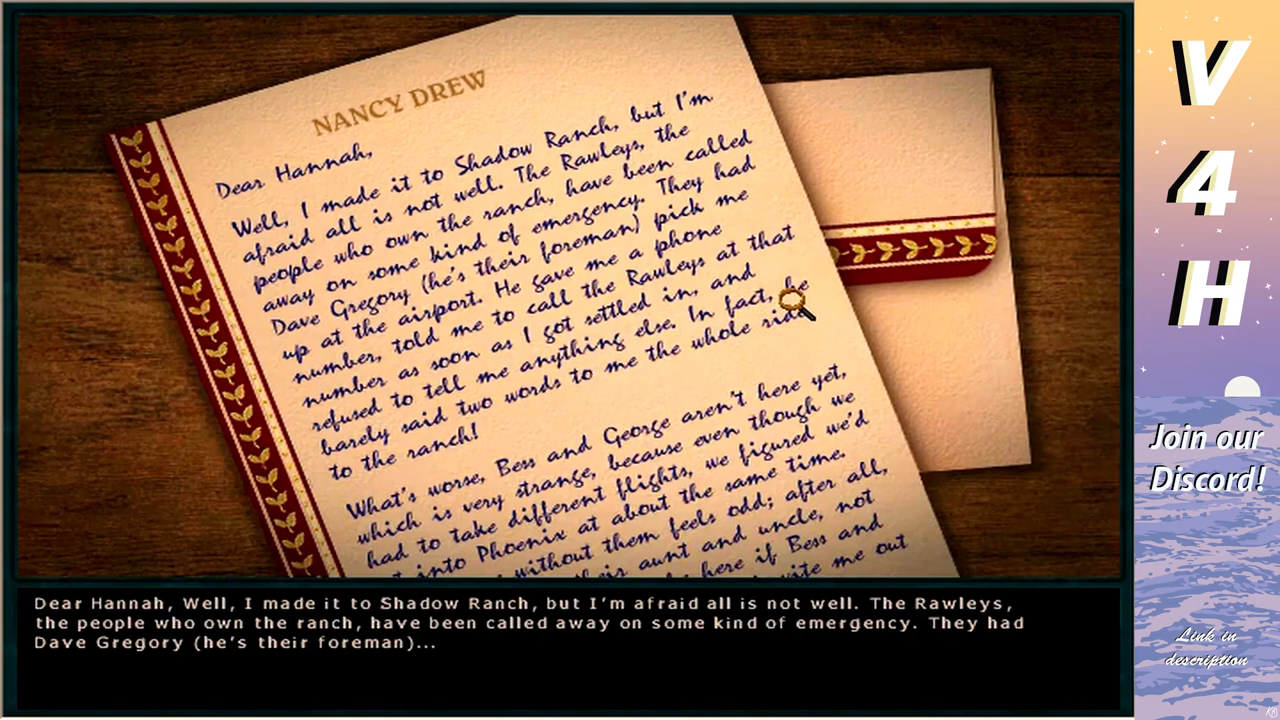 NANCY DREW
Dear Hannah,
Well, I made it to Shadow Ranch, but I'm
afraid all is not well. The Rawleys, the
people who own the ranch, have been called
away on some kind of emergency. They had
Dave Gregory (he's their foreman) pick me
up at the airport. He gave me a phone
number, told me to call the Rawleys at that
number as soon as I got settled in, and
refused to tell me anything else. In fact, he
barely said two words to me the whole ride
to the ranch!
What's worse, Bess and George aren't here yet,
which is very strange, because even though we
had to take different flights, we figured we'd
into Phoenix at about the same time.
without them feels odd; after all,
their aunt and uncle, not
here if Bess and
me out
Dear Hannah, Well, I made it to Shadow Ranch, but I'm afraid all is not well. The Rawleys,
the people who own the ranch, have been called away on some kind of emergency. They had
Dave Gregory (he's their foreman)...
V
4
H
Join our
Discord!
Link in
description